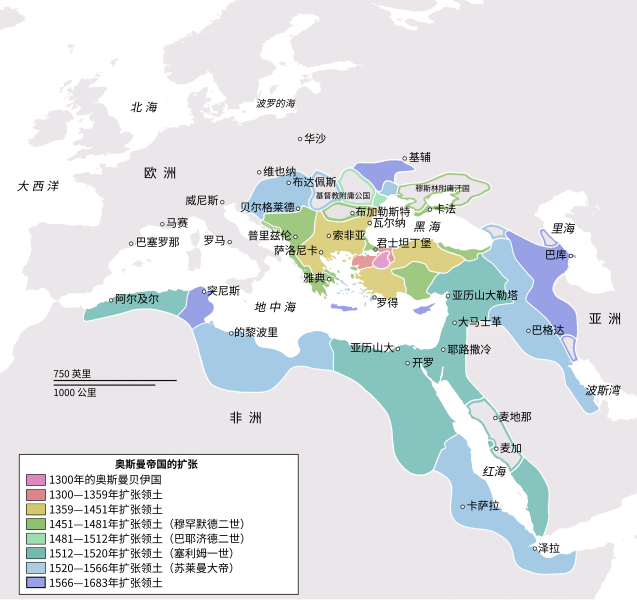 北 海
波罗的海
华沙
基辅
欧 洲
维也纳
布达佩斯
大 西 洋
基督教附庸公国
穆斯林附庸汗国
威尼斯
贝尔格莱德
布加勒斯特
卡法
马赛
瓦尔纳
黑 海
里海
普里兹伦
索非亚
巴塞罗那
罗马
君士坦丁堡
萨洛尼卡
巴库
雅典
突尼斯
阿尔及尔
罗得
亚历山大勒塔
地 中 海
亚 洲
大马士革
巴格达
的黎波里
亚历山大
耶路撒冷
开罗
750 英里
1000 公里
波斯湾
非 洲
麦地那
麦加
红海
卡萨拉
泽拉
奥斯曼帝国的扩张
1300年的奥斯曼贝伊国
1300—1359年扩张领土
1359—1451年扩张领土
1451—1481年扩张领土（穆罕默德二世）
1481—1512年扩张领土（巴耶济德二世）
1512—1520年扩张领土（塞利姆一世）
1520—1566年扩张领土（苏莱曼大帝）
1566—1683年扩张领土